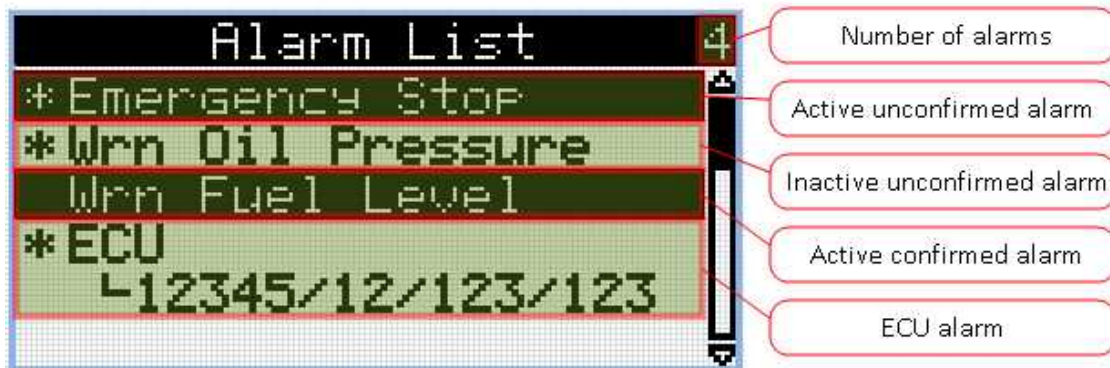 Alarm List 4
* Emergency Stop
* Wrn Oil Pressure
Wrn Fuel Level
* ECU
└12345/12/123/123
Number of alarms
Active unconfirmed alarm
Inactive unconfirmed alarm
Active confirmed alarm
ECU alarm